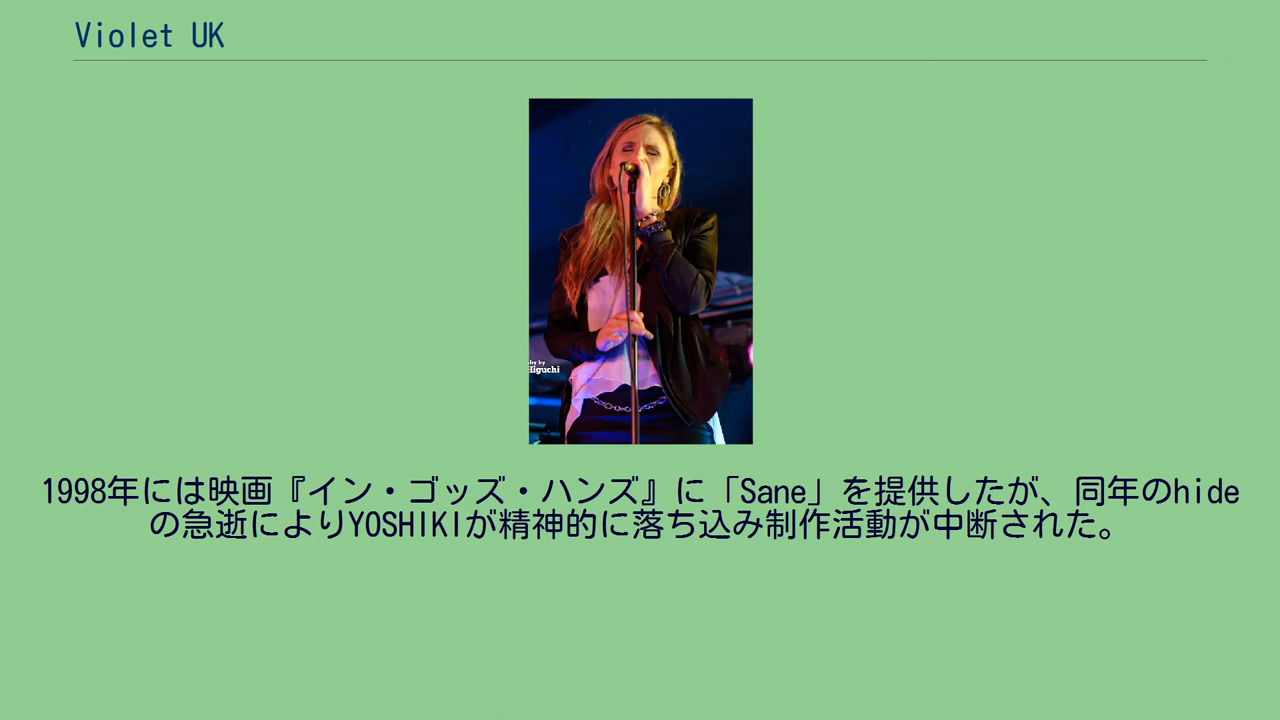 Violet UK
by by
Higuchi
1998年には映画『イン・ゴッズ・ハンズ』に「Sane」を提供したが、同年のhide
の急逝によりYOSHIKIが精神的に落ち込み制作活動が中断された。